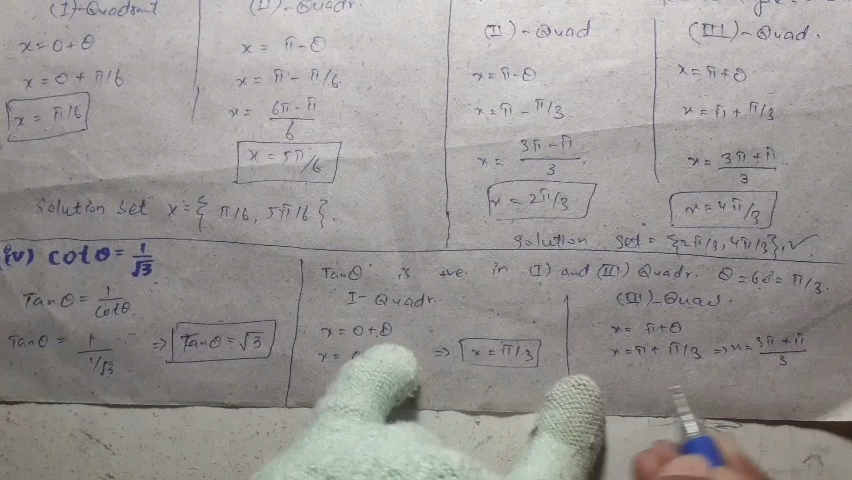 (I)-Quadrant
x = 0+θ
x = 0 + π/6
x = π/6
(II)-Quadr.
x = π-θ
x = π - π/6
x = 6π-π/6
x = 5π/6
Solution Set x = { π/6, 5π/6 }.
(II)-Quad
x = π-θ
x = π - π/3
x = 3π-π/3
x = 2π/3
(III)-Quad.
x = π+θ
x = π + π/3
x = 3π+π/3
x = 4π/3
Solution Set = {2π/3, 4π/3}
(iv) cotθ = 1/√3
Tanθ = 1/cotθ
Tanθ = 1/1/√3 => Tanθ = √3
Tanθ is +ve in (I) and (III) Quadr. θ = 60 = π/3.
I-Quadr.
x = 0+θ
x = => x = π/3
(III)-Quad.
x = π+θ
x = π + π/3 => x = 3π+π/3